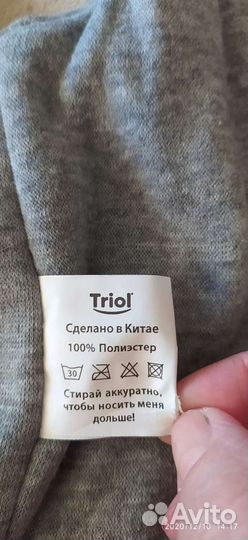 Triol
Сделано в Китае
100% Полиэстер
30
Стирай аккуратно,
чтобы носить меня
дольше!
Avito
2020/12/10 14:17